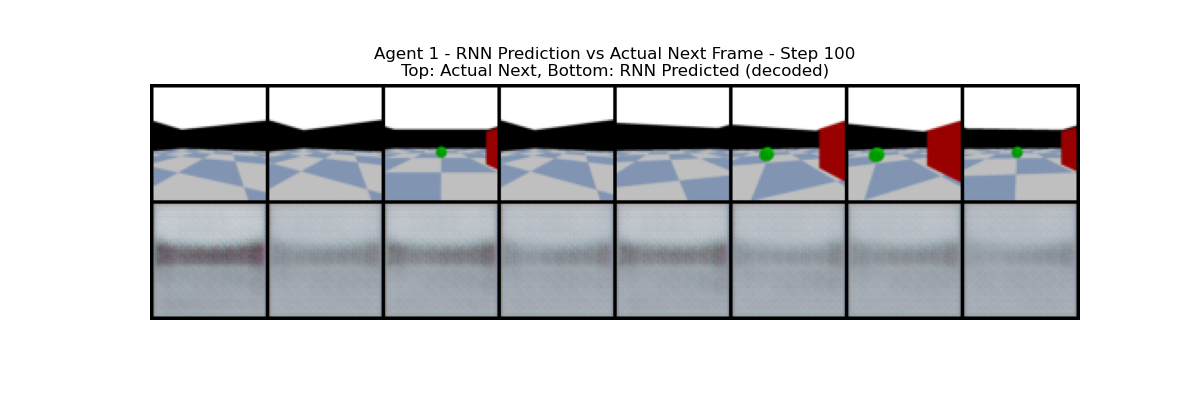 Agent 1 - RNN Prediction vs Actual Next Frame - Step 100
Top: Actual Next, Bottom: RNN Predicted (decoded)